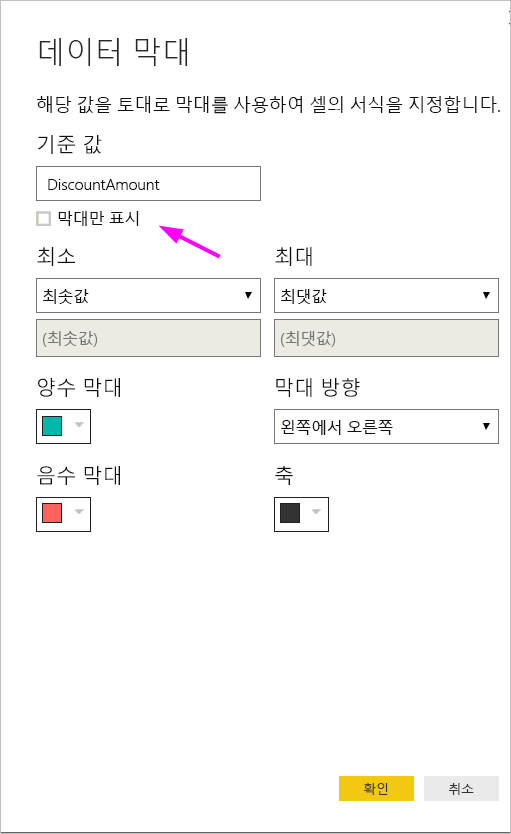 데이터 막대
해당 값을 토대로 막대를 사용하여 셀의 서식을 지정합니다.
기준 값
DiscountAmount
막대만 표시
최소 최대
최솟값 최댓값
(최솟값) (최댓값)
양수 막대 막대 방향
왼쪽에서 오른쪽
음수 막대 축
확인 취소